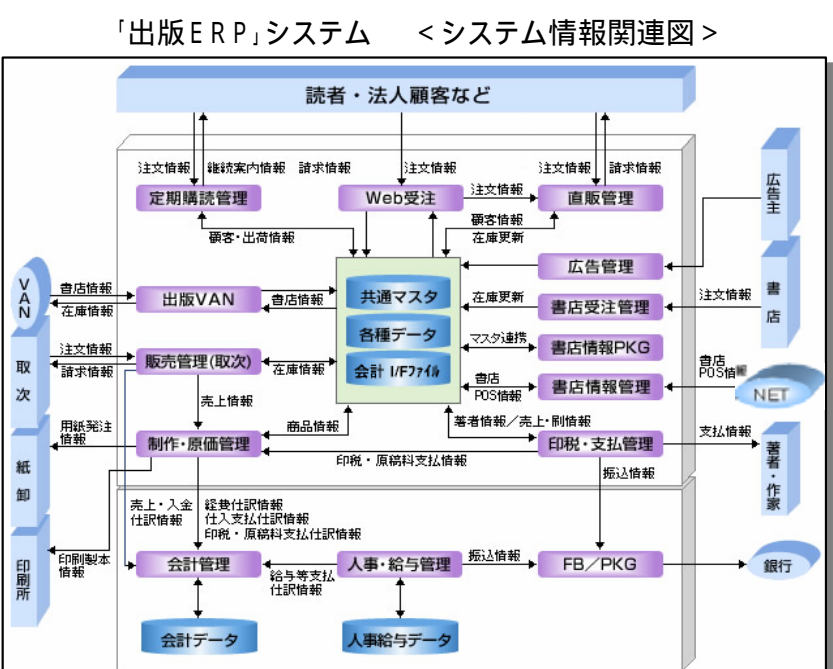 「出版ＥＲＰ」システム　＜システム情報関連図＞
読者・法人顧客など
注文情報
継続案内情報
請求情報
注文情報
注文情報
請求情報
定期購読管理
Web受注
注文情報
直販管理
広告主
顧客・出荷情報
顧客情報
在庫更新
広告管理
VAN
書店情報
在庫情報
出版VAN
書店情報
共通マスタ
各種データ
会計 I/Fファイル
在庫更新
書店受注管理
注文情報
書店
取次
注文情報
請求情報
販売管理(取次)
在庫情報
マスタ連携
書店情報PKG
書店
POS情報
書店情報管理
書店
POS情報
NET
売上情報
用紙発注
情報
制作・原価管理
商品情報
著者情報／売上・刷情報
印税・支払管理
支払情報
著者・作家
紙卸
印税・原稿料支払情報
振込情報
売上・入金
仕訳情報
経費仕訳情報
仕入支払仕訳情報
印税・原稿料支払仕訳情報
印刷所
印刷製本
情報
会計管理
給与等支払
仕訳情報
人事・給与管理
振込情報
FB／PKG
銀行
会計データ
人事給与データ